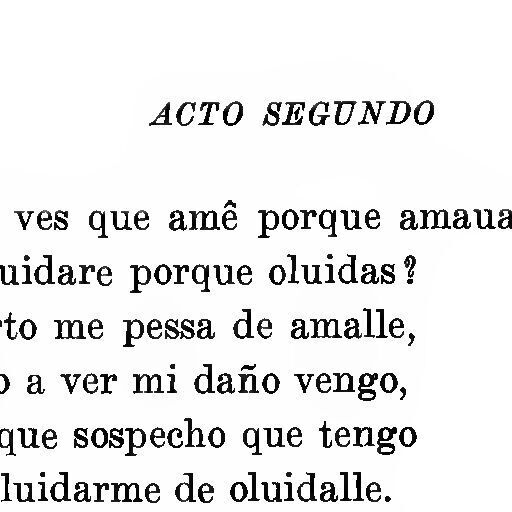 ACTO SEGUNDO
ves que amê porque amaua
uidare porque oluidas?
to me pessa de amalle,
o a ver mi daño vengo,
que sospecho que tengo
luidarme de oluidalle.